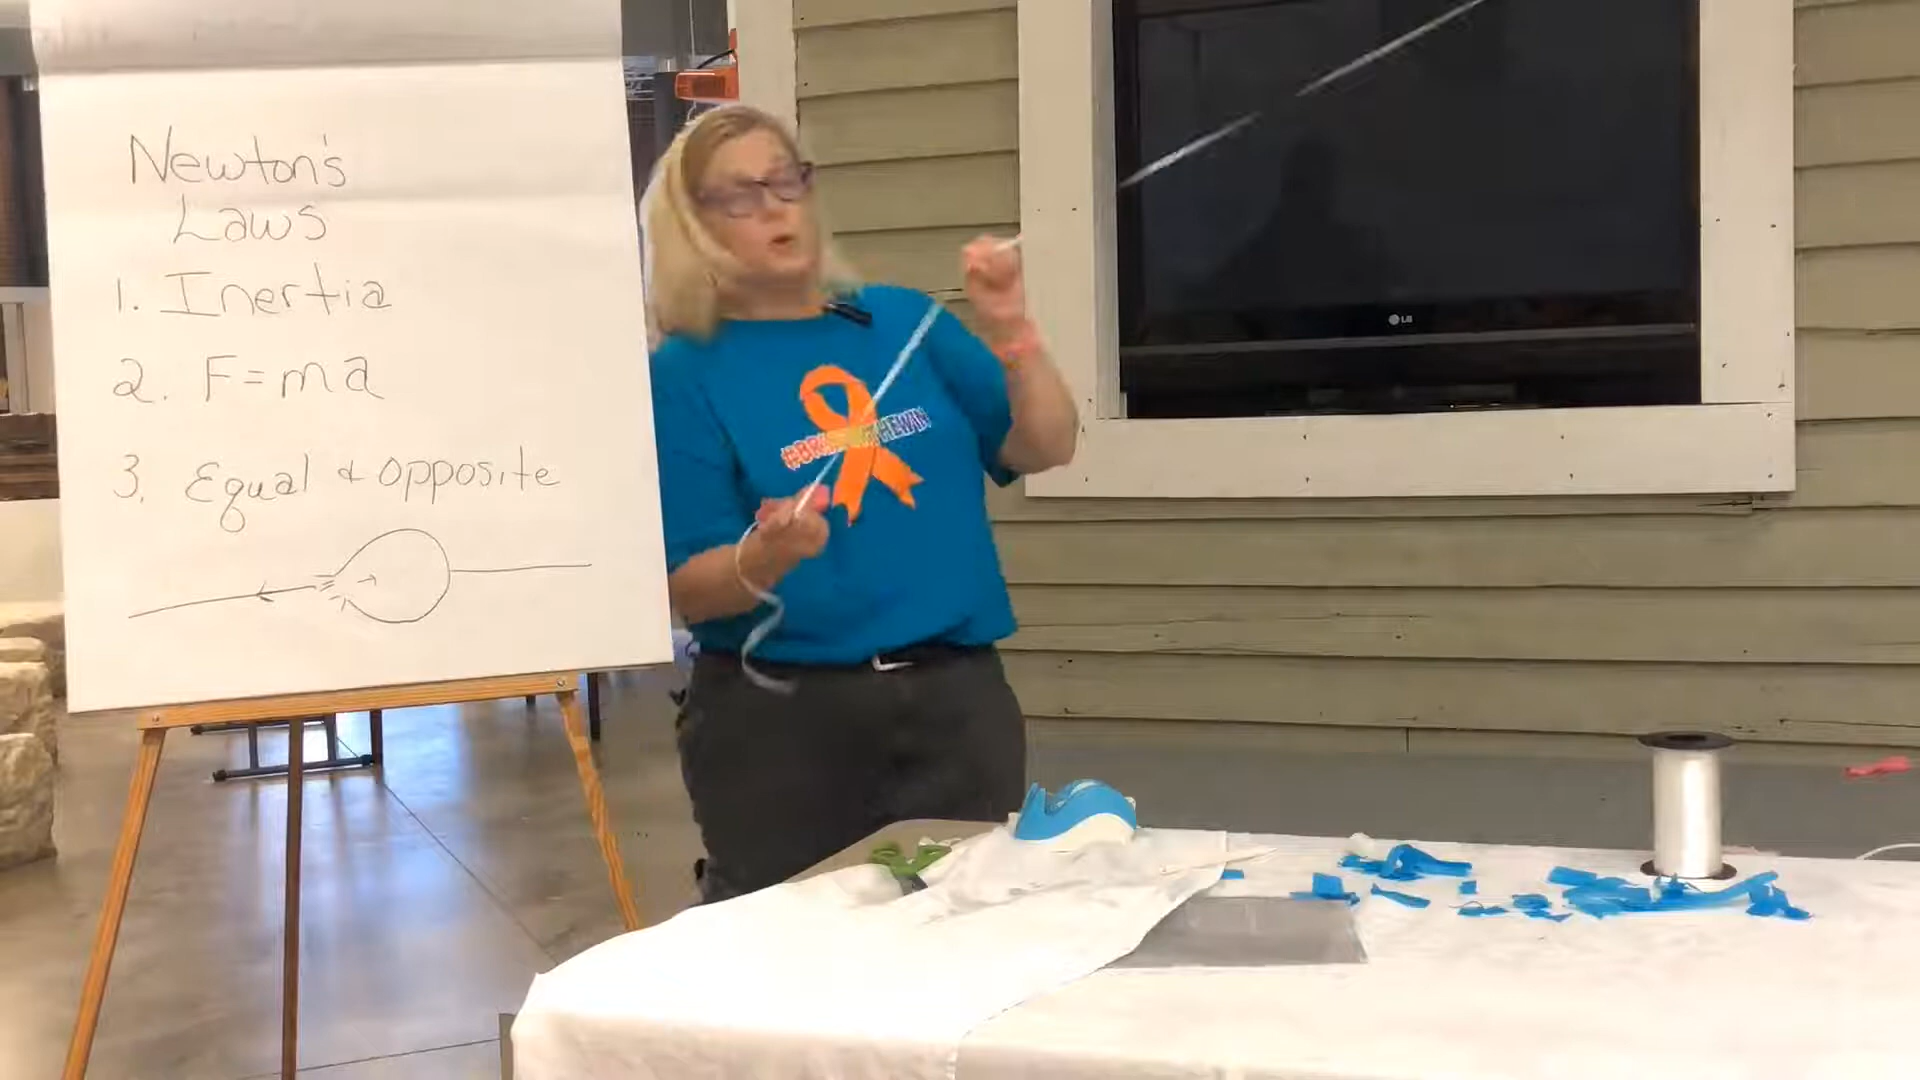 Newton's
Laws
1. Inertia
2. F=ma
3. Equal & opposite
LG